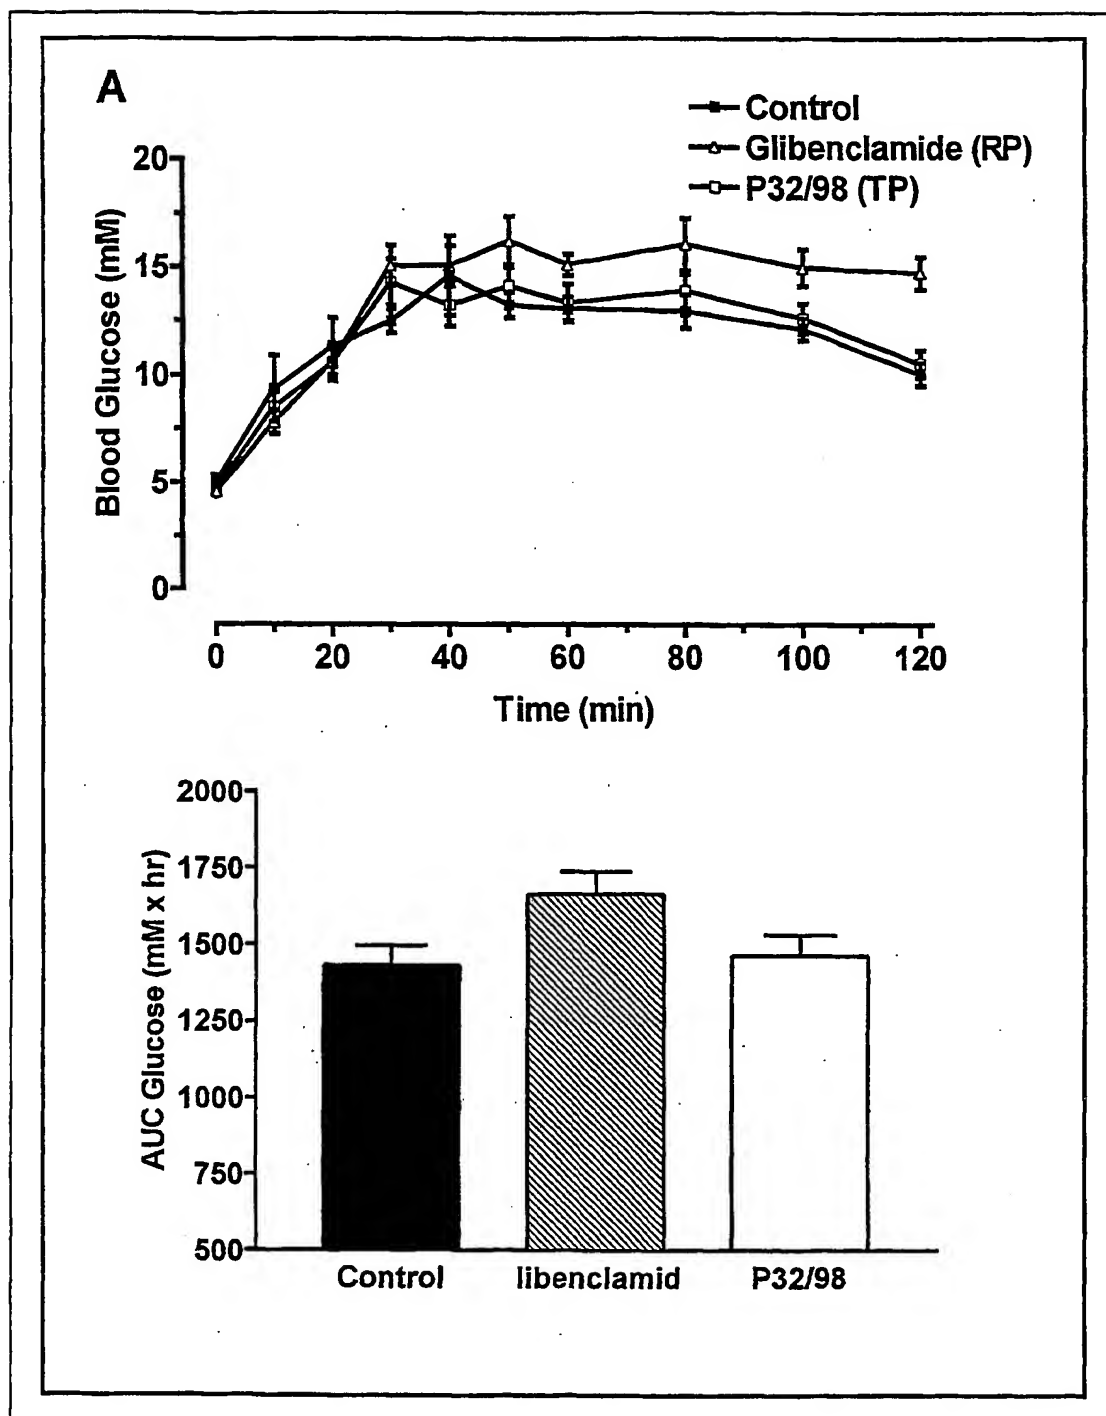 A
Control
Glibenclamide (RP)
P32/98 (TP)
20
15
10
5
0
Blood Glucose (mM)
0 20 40 60 80 100 120
Time (min)
2000
1750
1500
1250
1000
750
500
AUC Glucose (mM x hr)
Control libenclamid P32/98